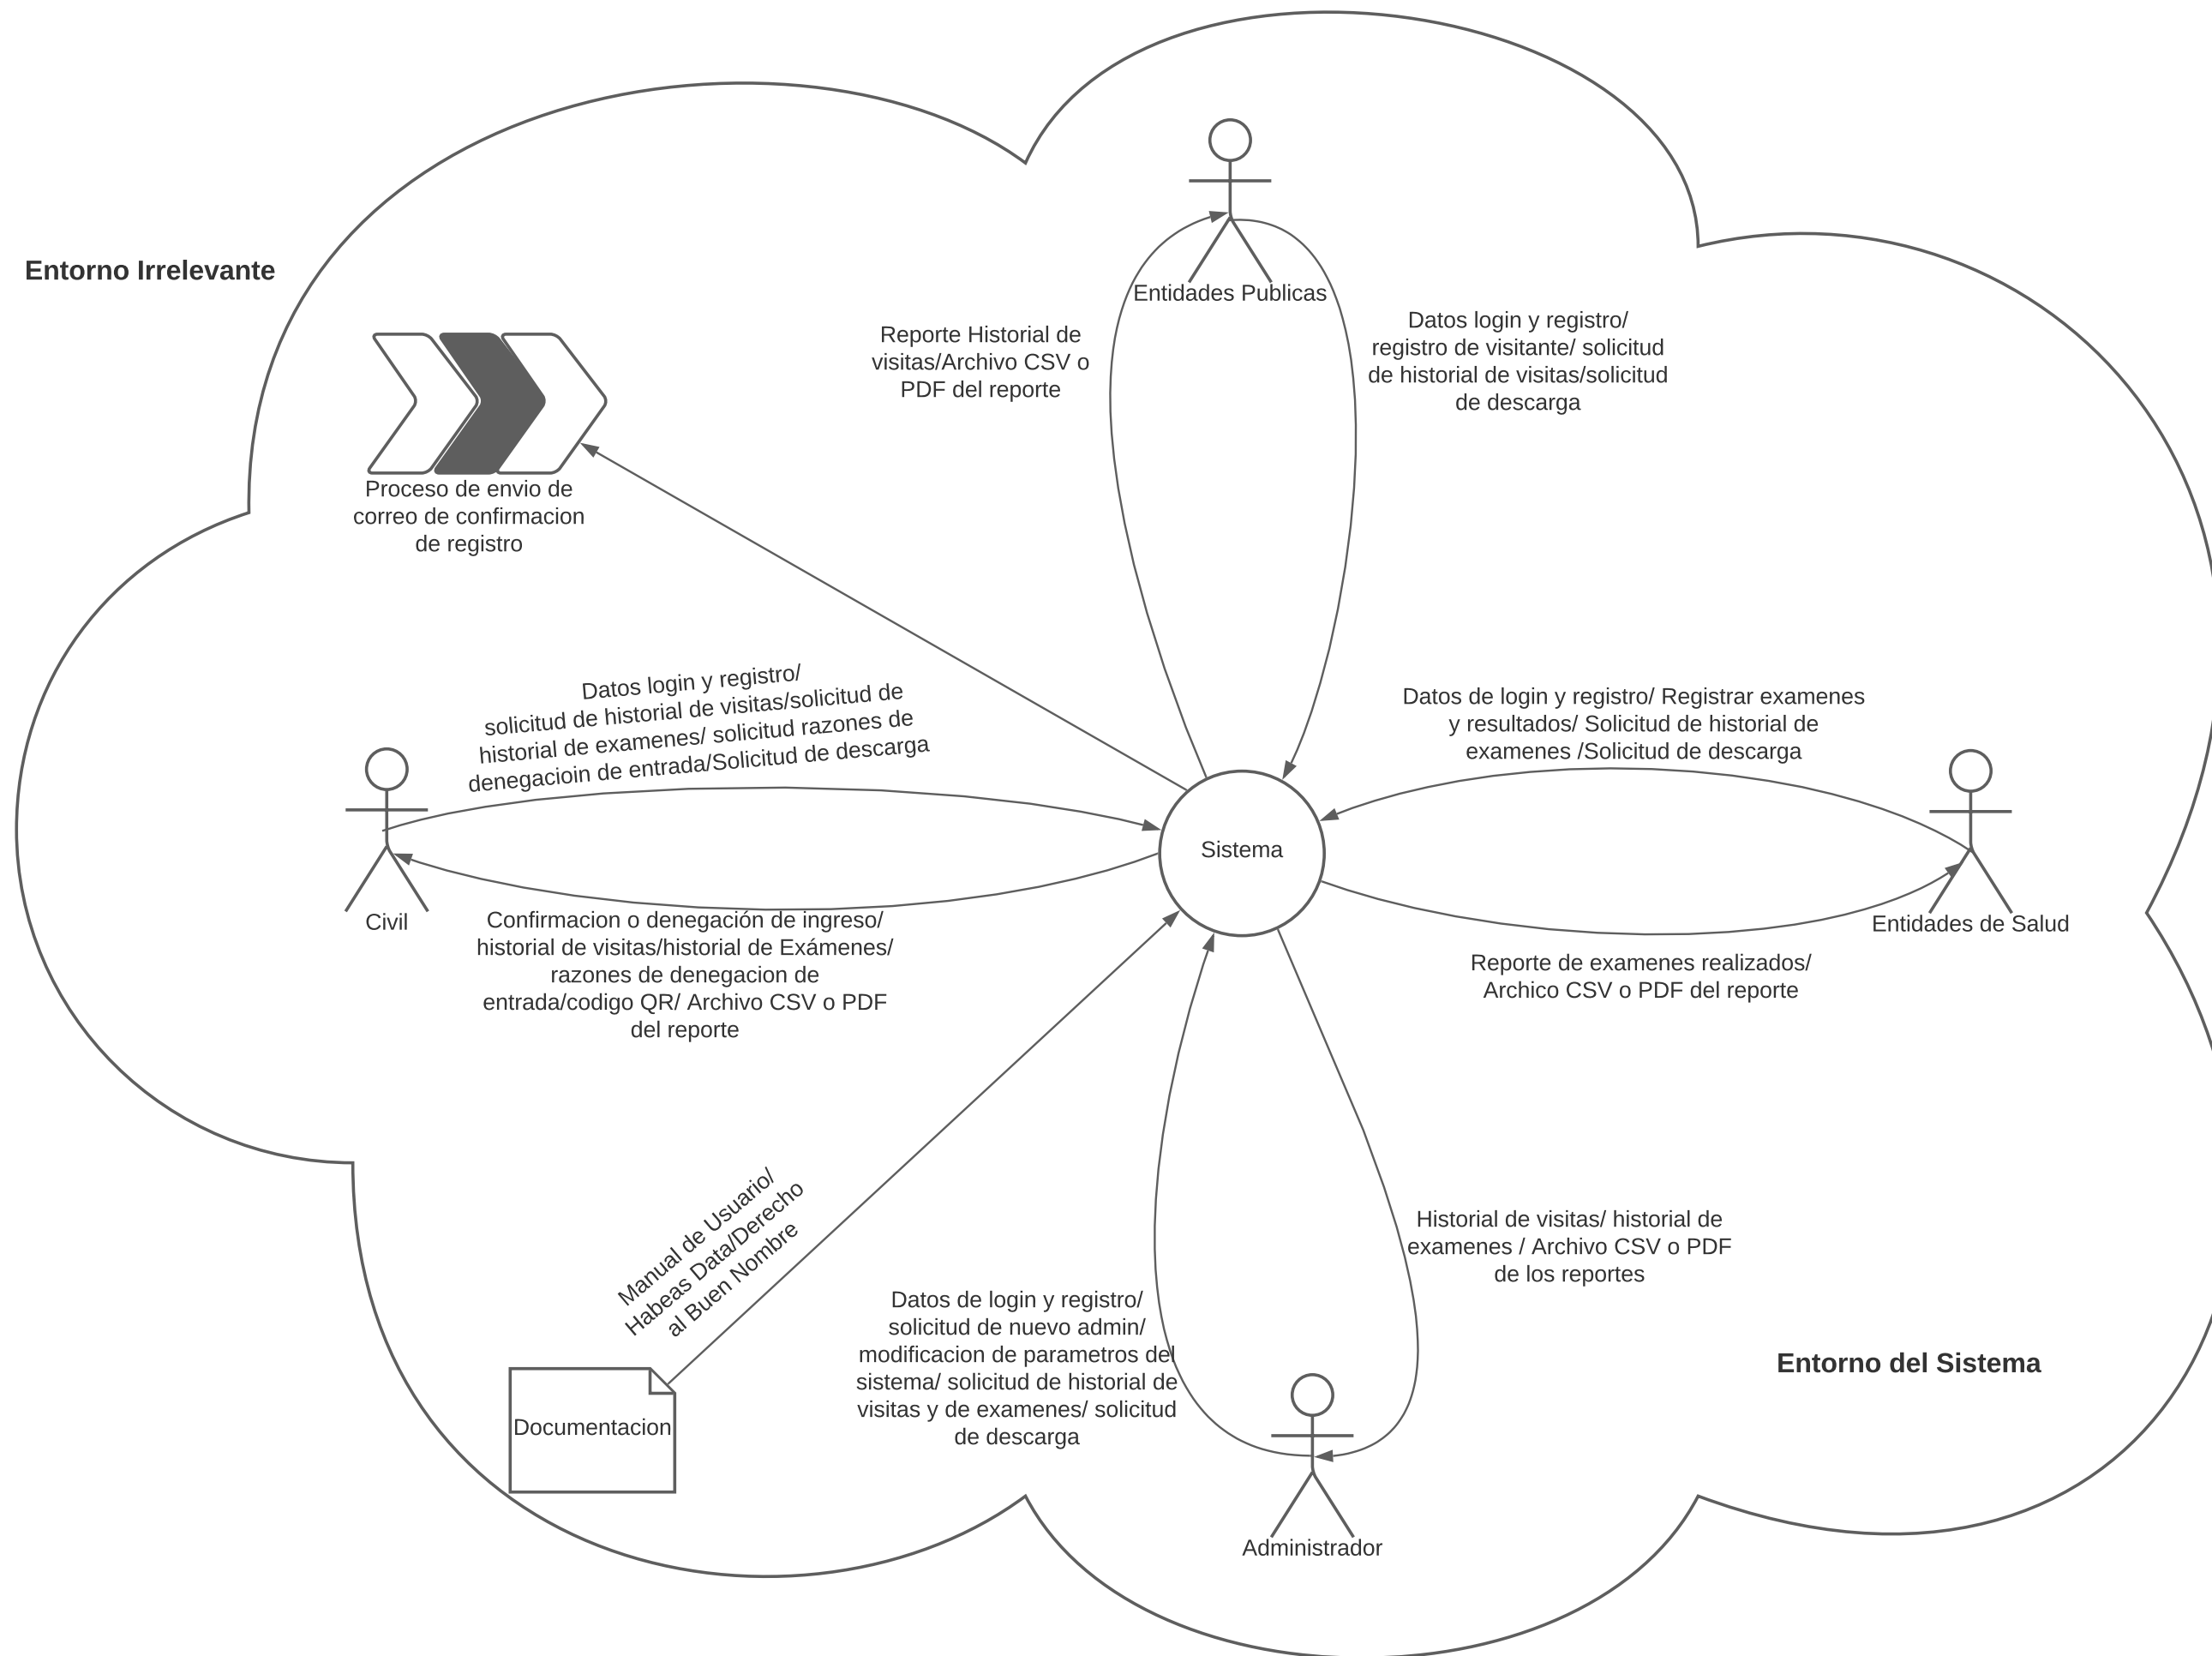 Entorno Irrelevante
Entidades Publicas
Reporte Historial de
visitas/Archivo CSV o
PDF del reporte
Datos login y registro/
registro de visitante/ solicitud
de historial de visitas/solicitud
de descarga
Proceso de envio de
correo de confirmacion
de registro
Datos login y registro/
solicitud de historial de visitas/solicitud de
historial de examenes/ solicitud razones de
denegacioin de entrada/Solicitud de descarga
Datos de login y registro/ Registrar examenes
y resultados/ Solicitud de historial de
examenes /Solicitud de descarga
Sistema
Civil
Entidades de Salud
Confirmacion o denegación de ingreso/
historial de visitas/historial de Exámenes/
razones de denegacion de
entrada/codigo QR/ Archivo CSV o PDF
del reporte
Reporte de examenes realizados/
Archico CSV o PDF del reporte
Manual de Usuario/
Habeas Data/Derecho
al Buen Nombre
Historial de visitas/ historial de
examenes / Archivo CSV o PDF
de los reportes
Datos de login y registro/
solicitud de nuevo admin/
modificacion de parametros del
sistema/ solicitud de historial de
visitas y de examenes/ solicitud
de descarga
Entorno del Sistema
Documentacion
Administrador